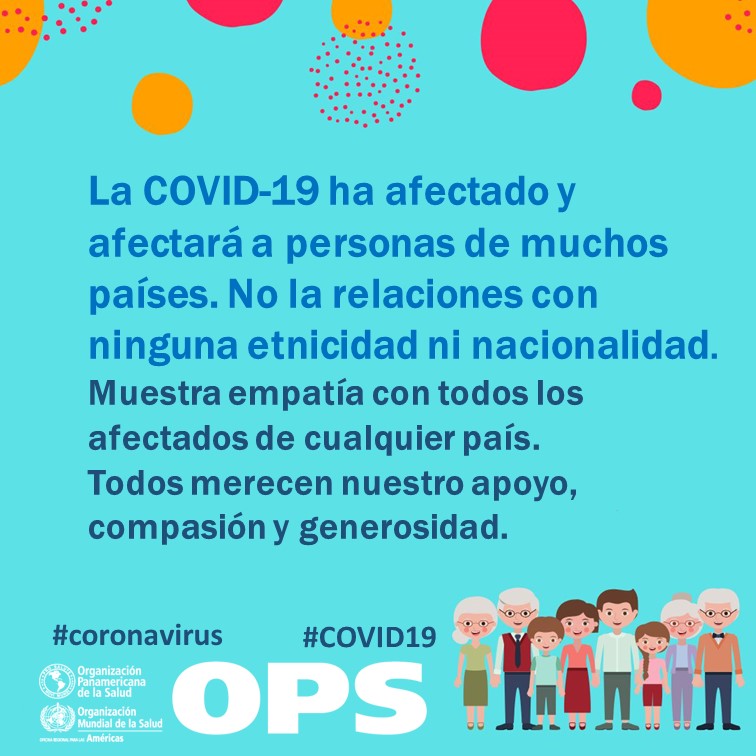 La COVID-19 ha afectado y
afectará a personas de muchos
países. No la relaciones con
ninguna etnicidad ni nacionalidad.
Muestra empatía con todos los
afectados de cualquier país.
Todos merecen nuestro apoyo,
compasión y generosidad.
#coronavirus #COVID19
Organización
Panamericana
de la Salud
Organización
Mundial de la Salud
OFICINA REGIONAL PARA LAS Américas
OPS